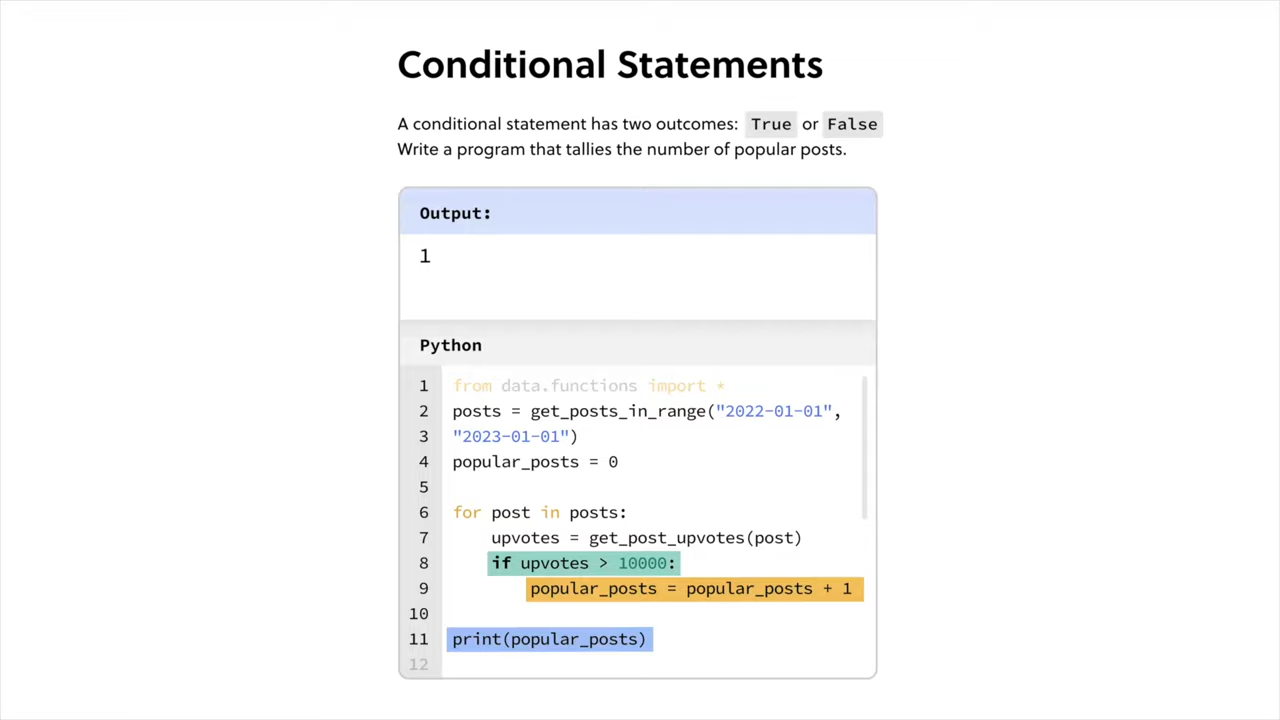 Conditional Statements
A conditional statement has two outcomes: True or False
Write a program that tallies the number of popular posts.
Output:
1
Python
1 from data.functions import *
2 posts = get_posts_in_range("2022-01-01",
3 "2023-01-01")
4 popular_posts = 0
5
6 for post in posts:
7     upvotes = get_post_upvotes(post)
8     if upvotes > 10000:
9         popular_posts = popular_posts + 1
10
11 print(popular_posts)
12